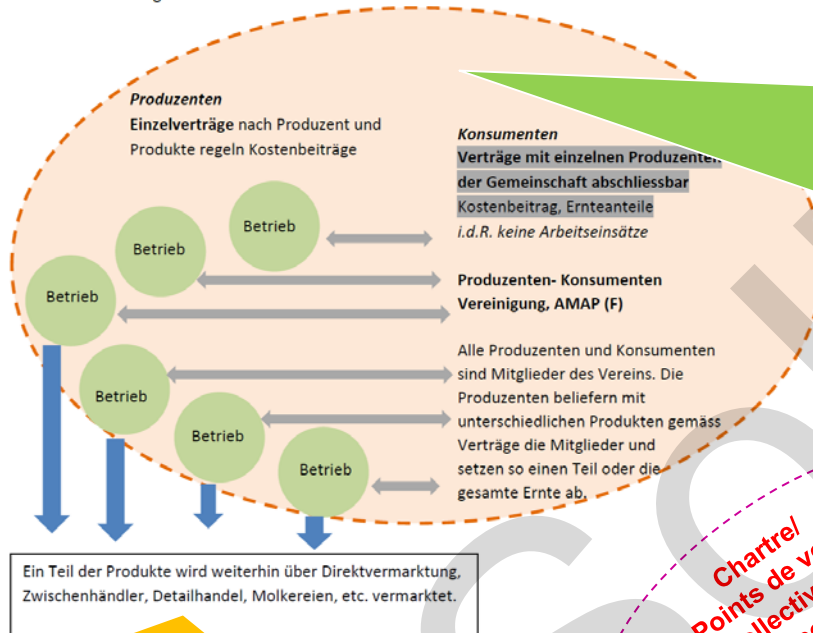 Produzenten
Einzelverträge nach Produzent und
Produkte regeln Kostenbeiträge
Konsumenten
Verträge mit einzelnen Produzenten
der Gemeinschaft abschliessbar
Kostenbeitrag, Ernteanteile
i.d.R. keine Arbeitseinsätze
Betrieb
Betrieb
Betrieb
Produzenten- Konsumenten
Vereinigung, AMAP (F)
Alle Produzenten und Konsumenten
sind Mitglieder des Vereins. Die
Produzenten beliefern mit
unterschiedlichen Produkten gemäss
Verträge die Mitglieder und
setzen so einen Teil oder die
gesamte Ernte ab.
Betrieb
Betrieb
Betrieb
Ein Teil der Produkte wird weiterhin über Direktvermarktung,
Zwischenhändler, Detailhandel, Molkereien, etc. vermarktet.
Chartre/
Points de